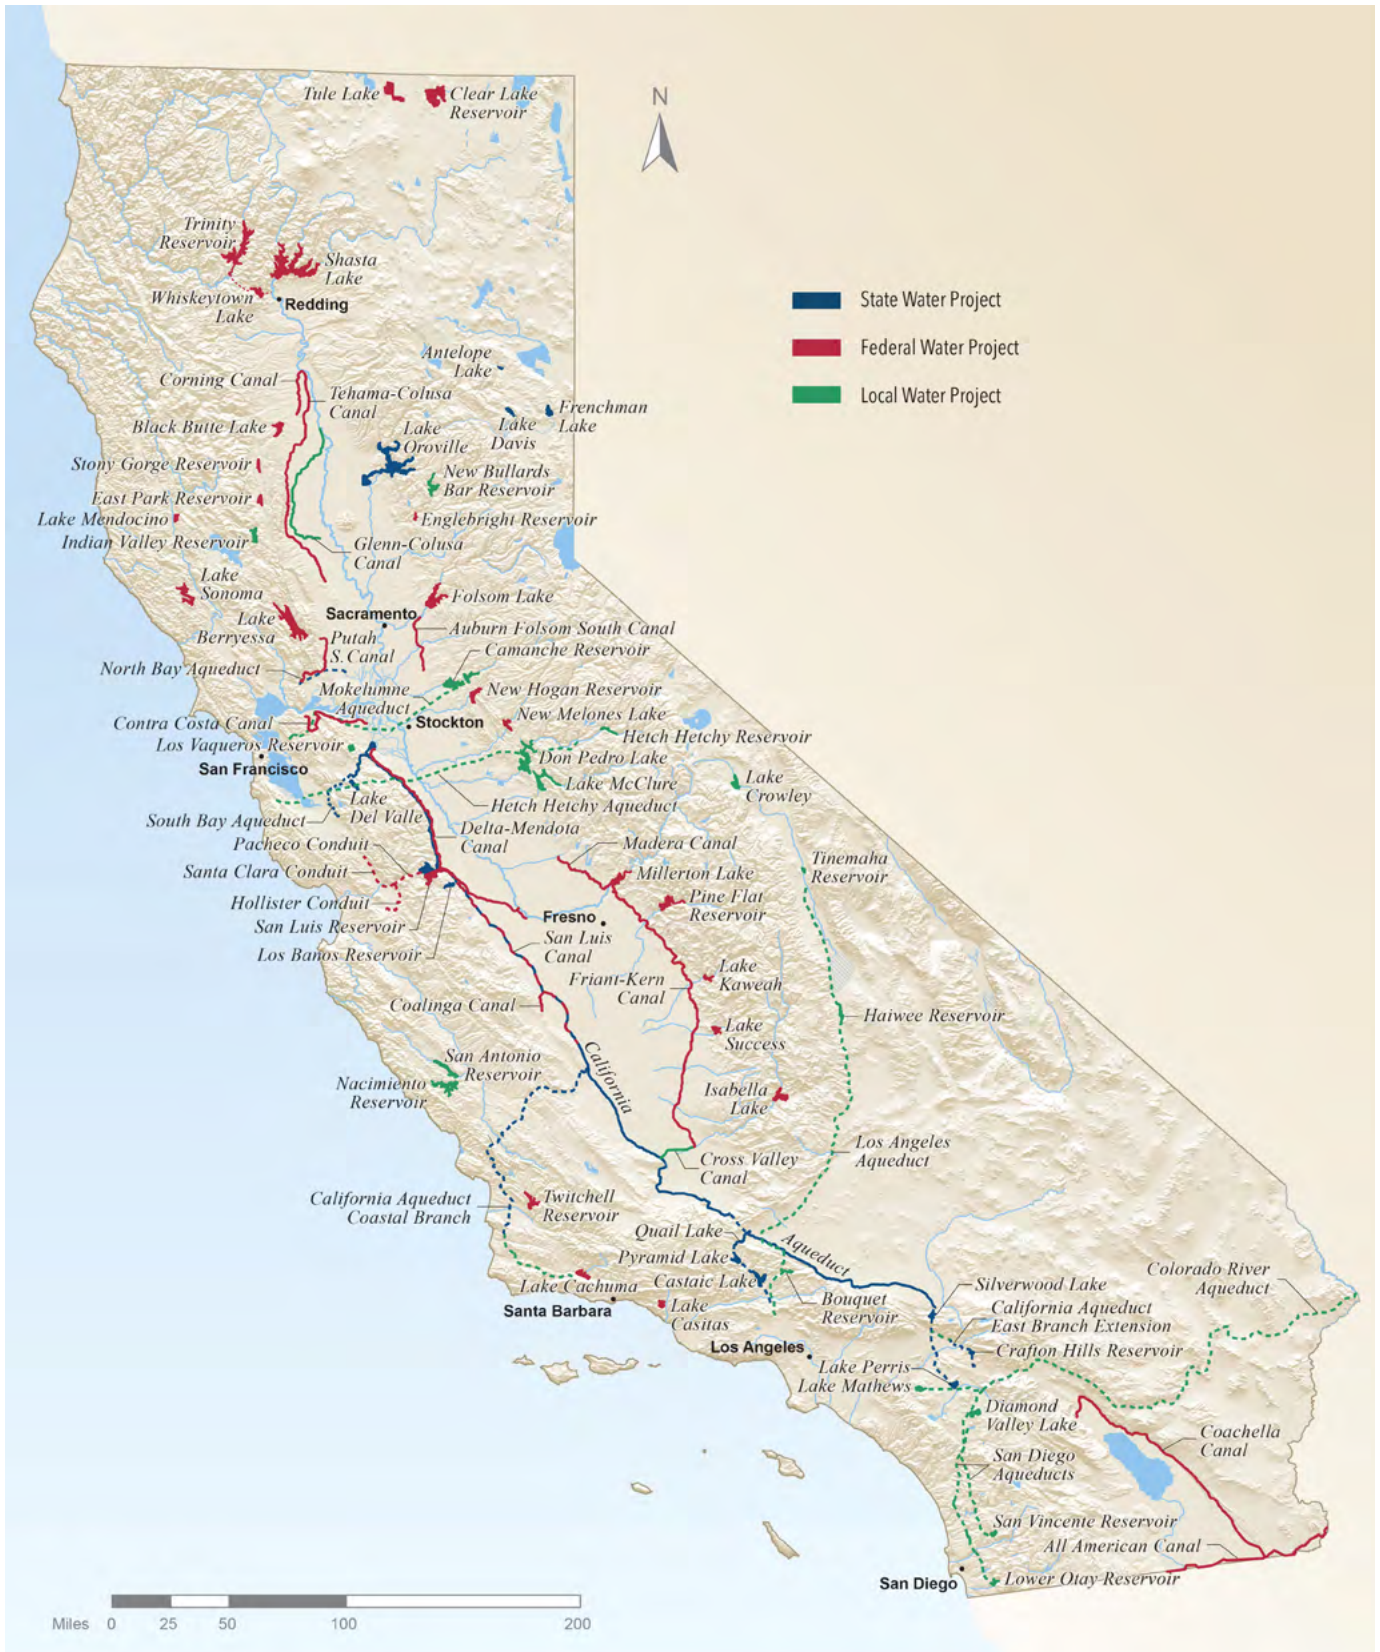 Tule Lake
Clear Lake
Reservoir
N
Trinity
Reservoir
Shasta
Lake
Whiskeytown
Lake
Redding
State Water Project
Federal Water Project
Local Water Project
Antelope
Lake
Corning Canal
Tehama-Colusa
Canal
Frenchman
Lake
Lake
Davis
Black Butte Lake
Lake
Oroville
Stony Gorge Reservoir
New Bullards
Bar Reservoir
East Park Reservoir
Lake Mendocino
Englebright Reservoir
Indian Valley Reservoir
Glenn-Colusa
Canal
Lake
Sonoma
Folsom Lake
Lake
Berryessa
Sacramento
Auburn Folsom South Canal
Putah
S. Canal
Camanche Reservoir
North Bay Aqueduct
Mokelumne
Aqueduct
New Hogan Reservoir
Contra Costa Canal
Stockton
New Melones Lake
Hetch Hetchy Reservoir
Los Vaqueros Reservoir
San Francisco
Don Pedro Lake
Lake McClure
Lake
Crowley
Lake
Del Valle
Hetch Hetchy Aqueduct
South Bay Aqueduct
Delta-Mendota
Canal
Pacheco Conduit
Madera Canal
Tinemaha
Reservoir
Santa Clara Conduit
Millerton Lake
Hollister Conduit
Pine Flat
Reservoir
San Luis Reservoir
Fresno
Los Banos Reservoir
San Luis
Canal
Friant-Kern
Canal
Lake
Kaweah
Coalinga Canal
Haiwee Reservoir
Lake
Success
San Antonio
Reservoir
Nacimiento
Reservoir
California
Isabella
Lake
Los Angeles
Aqueduct
Cross Valley
Canal
California Aqueduct
Coastal Branch
Twitchell
Reservoir
Quail Lake
Aqueduct
Pyramid Lake
Colorado River
Aqueduct
Lake Cachuma
Castaic Lake
Silverwood Lake
Santa Barbara
Lake
Casitas
Bouquet
Reservoir
California Aqueduct
East Branch Extension
Los Angeles
Crafton Hills Reservoir
Lake Perris
Lake Mathews
Diamond
Valley Lake
Coachella
Canal
San Diego
Aqueducts
San Vincente Reservoir
All American Canal
San Diego
Lower Otay Reservoir
Miles 0 25 50 100 200